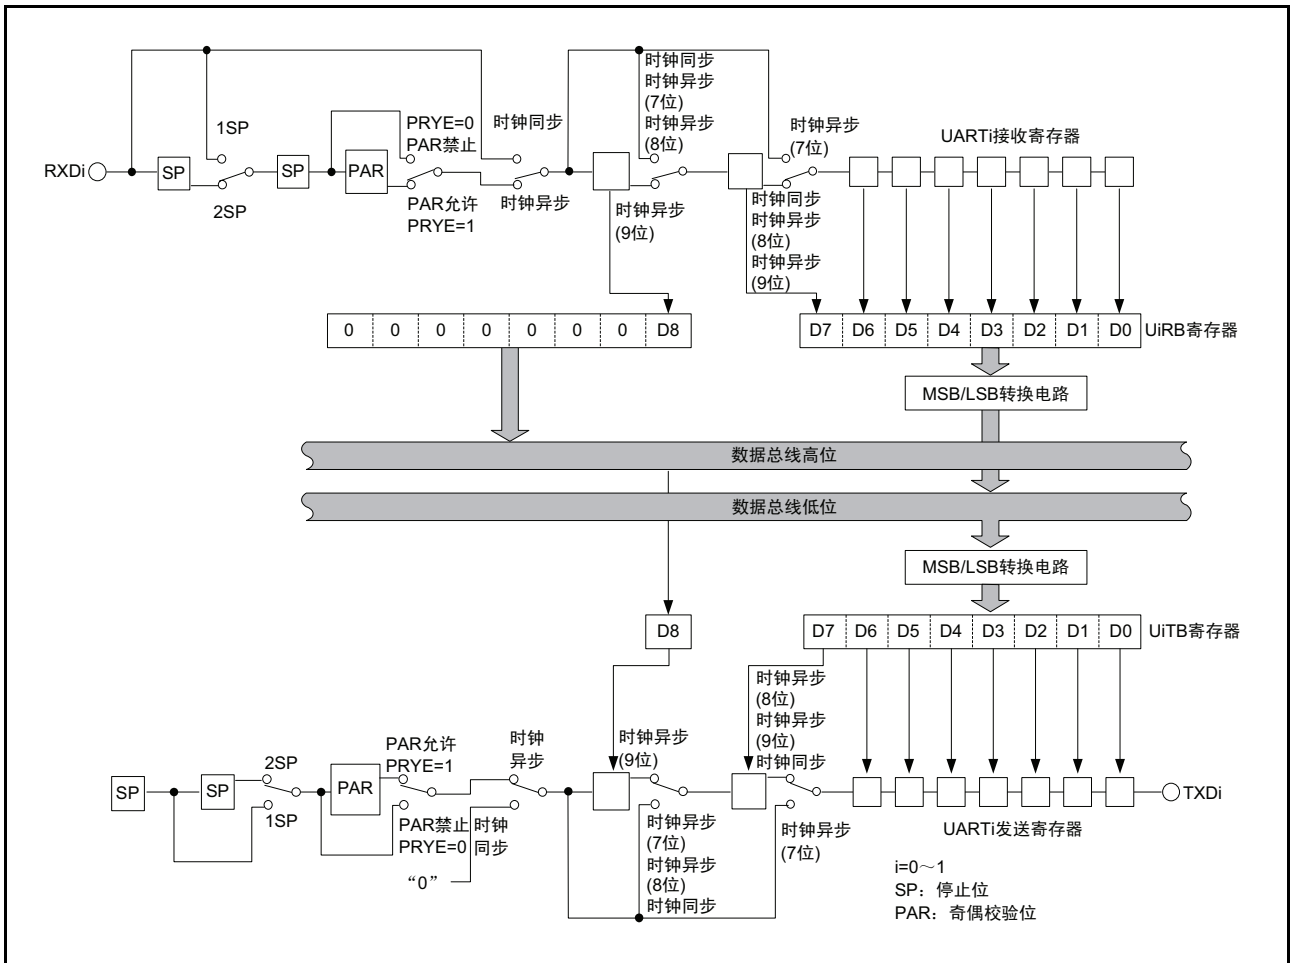 时钟同步
时钟异步
(7位)
时钟异步
(8位)
1SP
PRYE=0
PAR禁止
时钟同步
时钟异步
(7位)
UARTi接收寄存器
RXDi
SP
SP
PAR
2SP
PAR允许
PRYE=1
时钟异步
时钟异步
(9位)
时钟同步
时钟异步
(8位)
时钟异步
(9位)
0 0 0 0 0 0 0 D8
D7 D6 D5 D4 D3 D2 D1 D0
UiRB寄存器
MSB/LSB转换电路
数据总线高位
数据总线低位
MSB/LSB转换电路
D8
D7 D6 D5 D4 D3 D2 D1 D0
UiTB寄存器
时钟异步
(8位)
时钟异步
(9位)
时钟同步
时钟异步
(9位)
时钟
异步
PAR允许
PRYE=1
2SP
SP
SP
PAR
1SP
PAR禁止
PRYE=0
时钟
同步
“0”
时钟异步
(7位)
时钟异步
(8位)
时钟同步
时钟异步
(7位)
TXDi
UARTi发送寄存器
i=0～1
SP：停止位
PAR：奇偶校验位